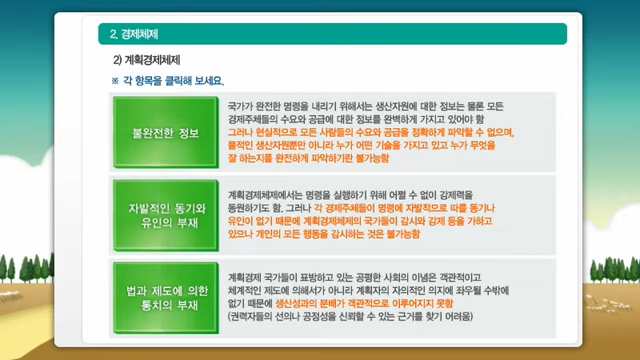 2. 경제체제
2) 계획경제체제
※ 각 항목을 클릭해 보세요.
불완전한 정보
국가가 완전한 명령을 내리기 위해서는 생산자원에 대한 정보는 물론 모든
경제주체들의 수요와 공급에 대한 정보를 완벽하게 가지고 있어야 함
그러나 현실적으로 모든 사람들의 수요와 공급을 정확하게 파악할 수 없으며,
물적인 생산자원뿐만 아니라 누가 어떤 기술을 가지고 있고 누가 무엇을
잘 하는지를 완전하게 파악하기란 불가능함
자발적인 동기와
유인의 부재
계획경제체제에서는 명령을 실행하기 위해 어쩔 수 없이 강제력을
동원하기도 함. 그러나 각 경제주체들이 명령에 자발적으로 따를 동기나
유인이 없기 때문에 계획경제체제의 국가들이 감시와 감제 등을 가하고
있으나 개인의 모든 행동을 감시하는 것은 불가능함
법과 제도에 의한
통치의 부재
계획경제 국가들이 표방하고 있는 공평한 사회의 이념은 객관적이고
체계적인 제도에 의해서가 아니라 계획자의 자의적인 의지에 좌우될 수밖에
없기 때문에 생산성과의 분배가 객관적으로 이루어지지 못함
(권력자들의 선의나 공정성을 신뢰할 수 있는 근거를 찾기 어려움)